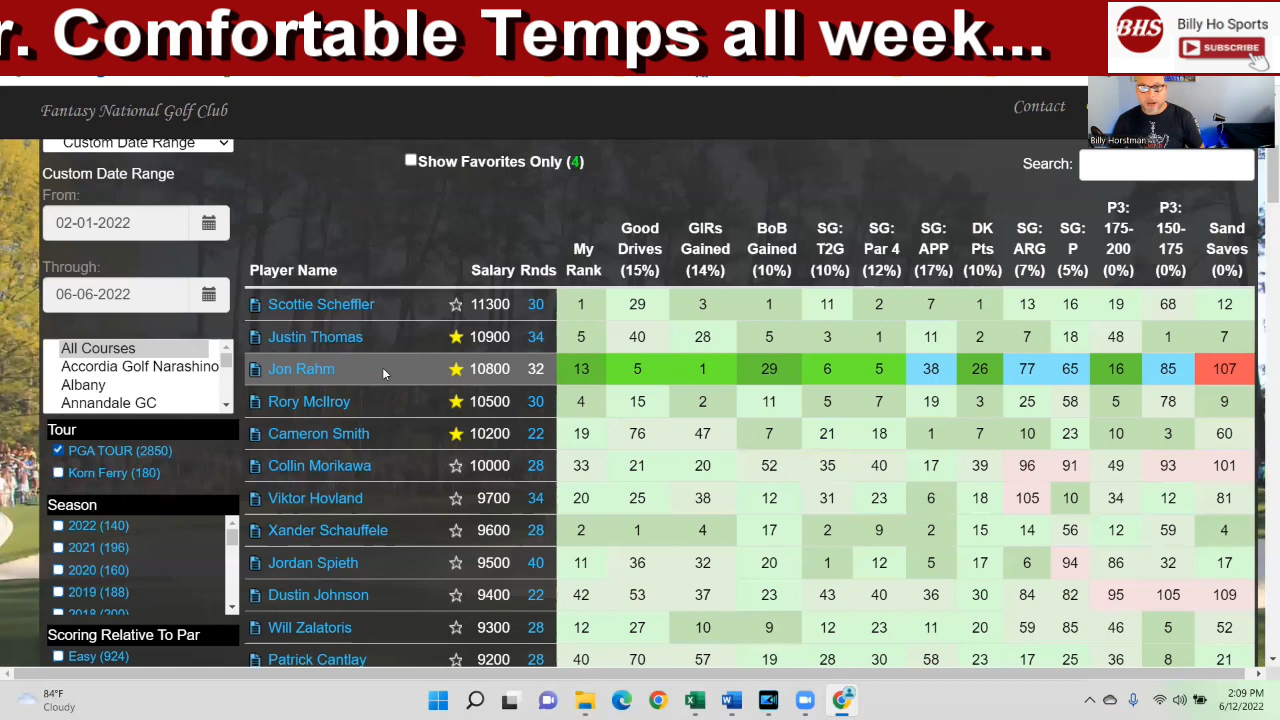 r. Comfortable Temps all week...
BHS
Billy Ho Sports
SUBSCRIBE
Fantasy National Golf Club
Contact
Billy Horstman
Custom Date Range
Show Favorites Only (4)
Search:
Custom Date Range
From:
02-01-2022
Through:
06-06-2022
All Courses
Accordia Golf Narashino
Albany
Annandale GC
Tour
PGA TOUR (2850)
Korn Ferry (180)
Season
2022 (140)
2021 (196)
2020 (160)
2019 (188)
2018 (200)
Scoring Relative To Par
Easy (924)
Player Name Salary Rnds My Rank Good Drives (15%) GIRs Gained (14%) BoB Gained (10%) SG: T2G (10%) SG: Par 4 (12%) SG: APP (17%) DK Pts (10%) SG: ARG (7%) SG: P (5%) P3: 175-200 (0%) P3: 150-175 (0%) Sand Saves (0%)
Scottie Scheffler 11300 30 1 29 3 1 11 2 7 1 13 16 19 68 12
Justin Thomas 10900 34 5 40 28 5 3 1 11 2 7 18 48 1 7
Jon Rahm 10800 32 13 5 1 29 6 5 38 26 77 65 16 85 107
Rory McIlroy 10500 30 4 15 2 11 5 7 19 3 25 58 5 78 9
Cameron Smith 10200 22 19 76 47 7 21 18 1 7 10 23 10 3 60
Collin Morikawa 10000 28 33 21 20 52 35 40 17 39 96 91 49 93 101
Viktor Hovland 9700 34 20 25 38 12 31 23 6 18 105 10 34 12 81
Xander Schauffele 9600 28 2 1 4 17 2 9 2 15 14 56 12 59 4
Jordan Spieth 9500 40 11 36 32 20 1 12 5 17 6 94 86 32 17
Dustin Johnson 9400 22 42 53 37 23 43 40 36 30 84 82 95 105 109
Will Zalatoris 9300 28 12 27 10 9 12 23 11 20 59 85 46 5 52
Patrick Cantlay 9200 28 40 70 57 19 28 30 58 23 17 25 36 8 21
84°F
Cloudy
2:09 PM
6/12/2022